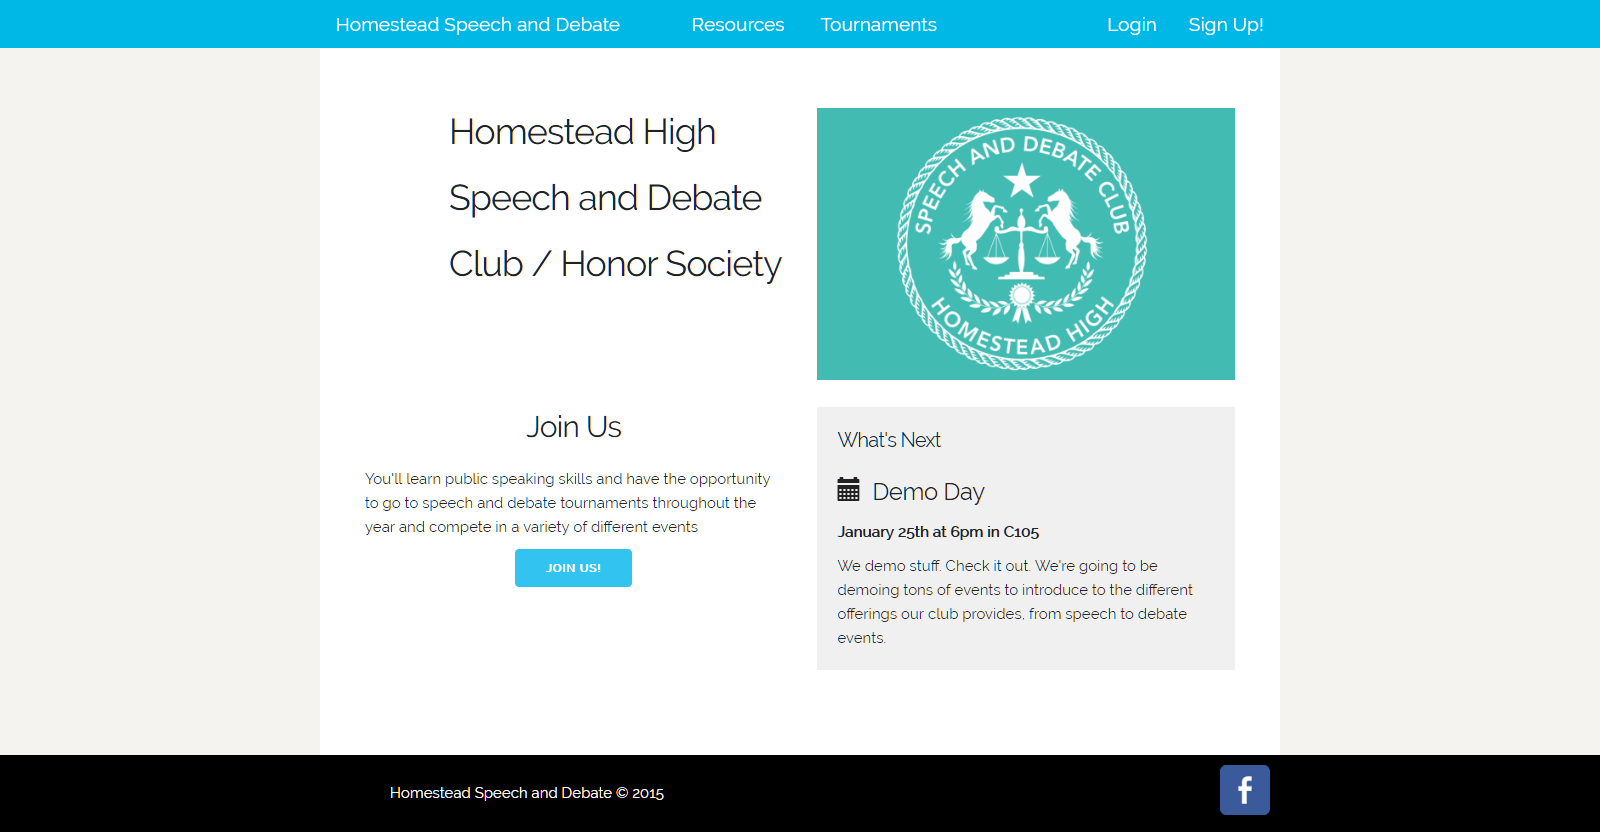 Homestead Speech and Debate Resources Tournaments Login Sign Up!
Homestead High
Speech and Debate
Club / Honor Society
SPEECH AND DEBATE CLUB
HOMESTEAD HIGH
Join Us
You'll learn public speaking skills and have the opportunity
to go to speech and debate tournaments throughout the
year and compete in a variety of different events
JOIN US!
What's Next
Demo Day
January 25th at 6pm in C105
We demo stuff. Check it out. We're going to be
demoing tons of events to introduce to the different
offerings our club provides, from speech to debate
events.
Homestead Speech and Debate © 2015
f